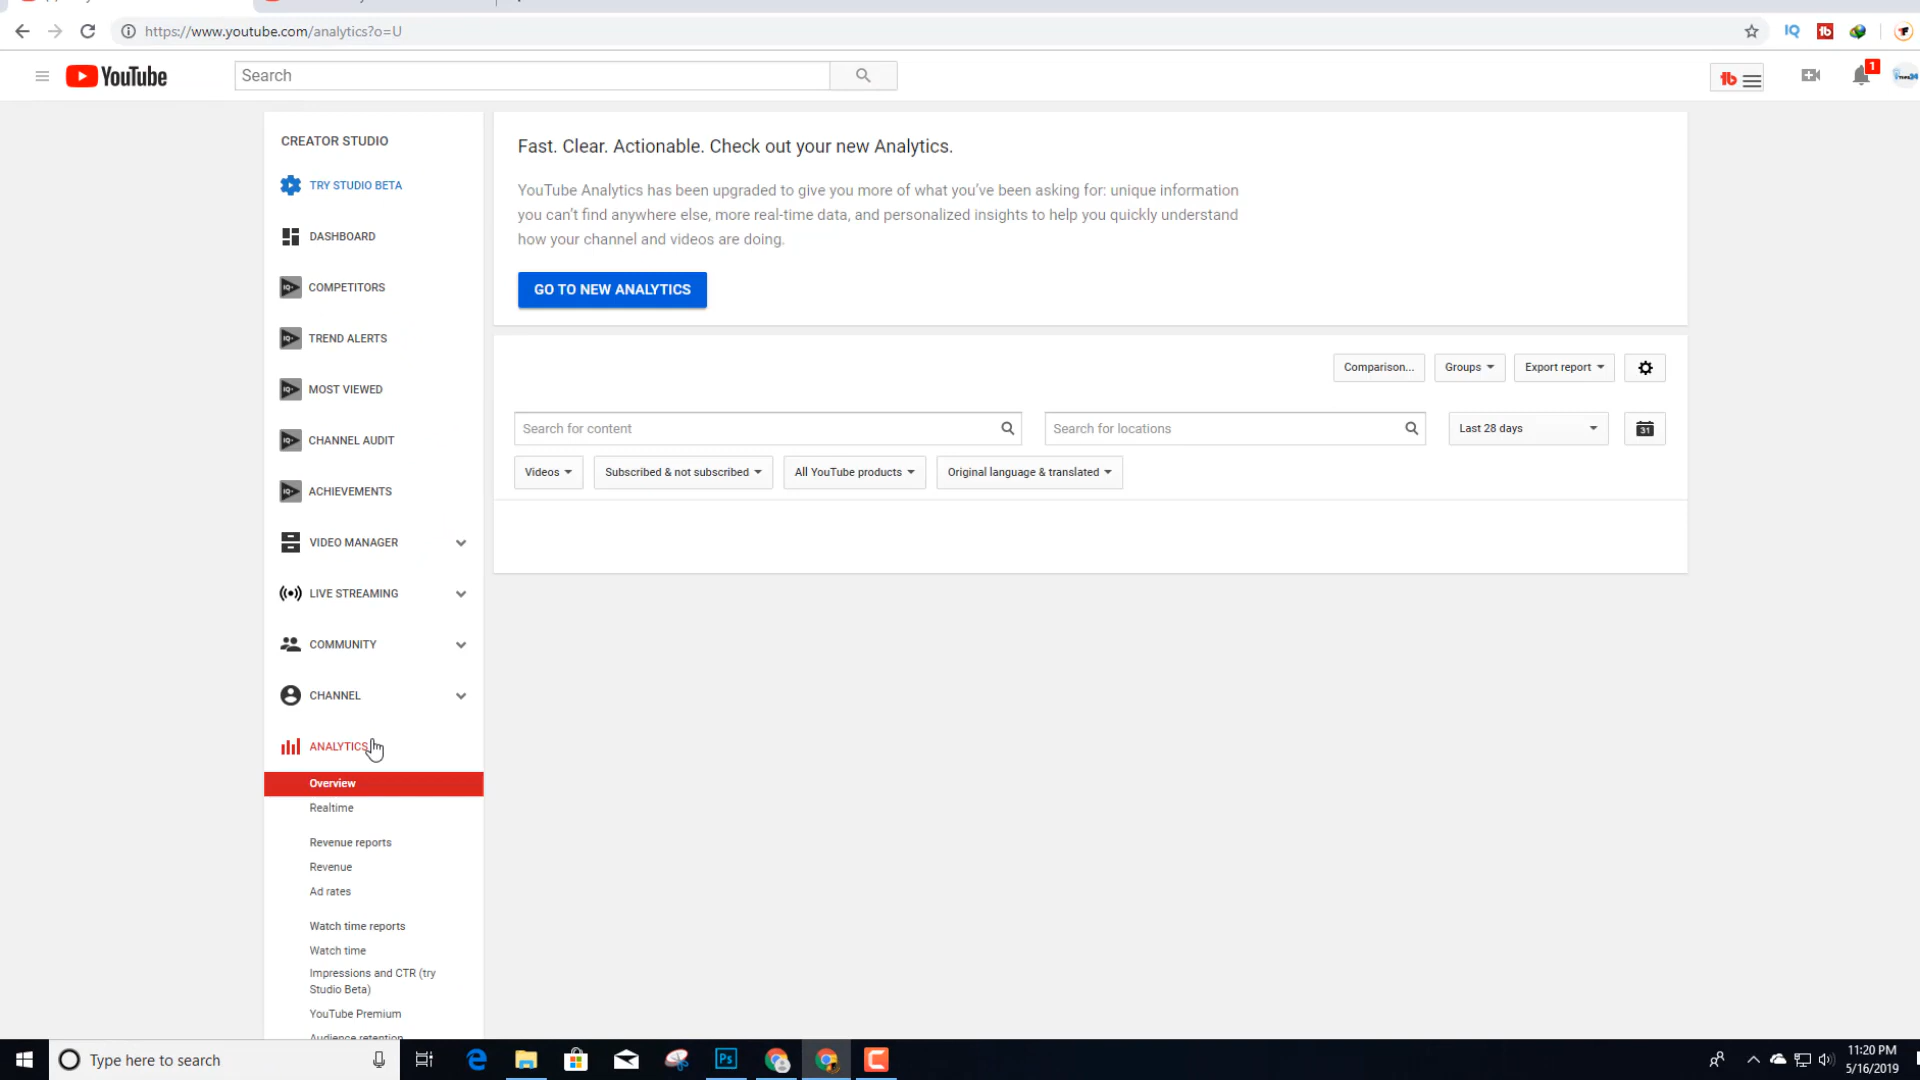 https://www.youtube.com/analytics?o=U
IQ
tb
YouTube
Search
tb
1
CREATOR STUDIO
TRY STUDIO BETA
DASHBOARD
COMPETITORS
TREND ALERTS
MOST VIEWED
CHANNEL AUDIT
ACHIEVEMENTS
VIDEO MANAGER
LIVE STREAMING
COMMUNITY
CHANNEL
ANALYTICS
Overview
Realtime
Revenue reports
Revenue
Ad rates
Watch time reports
Watch time
Impressions and CTR (try
Studio Beta)
YouTube Premium
Audience retention
Fast. Clear. Actionable. Check out your new Analytics.
YouTube Analytics has been upgraded to give you more of what you've been asking for: unique information
you can't find anywhere else, more real-time data, and personalized insights to help you quickly understand
how your channel and videos are doing.
GO TO NEW ANALYTICS
Comparison... Groups Export report
Search for content Search for locations Last 28 days 31
Videos Subscribed & not subscribed All YouTube products Original language & translated
Type here to search
Ps
11:20 PM
5/16/2019